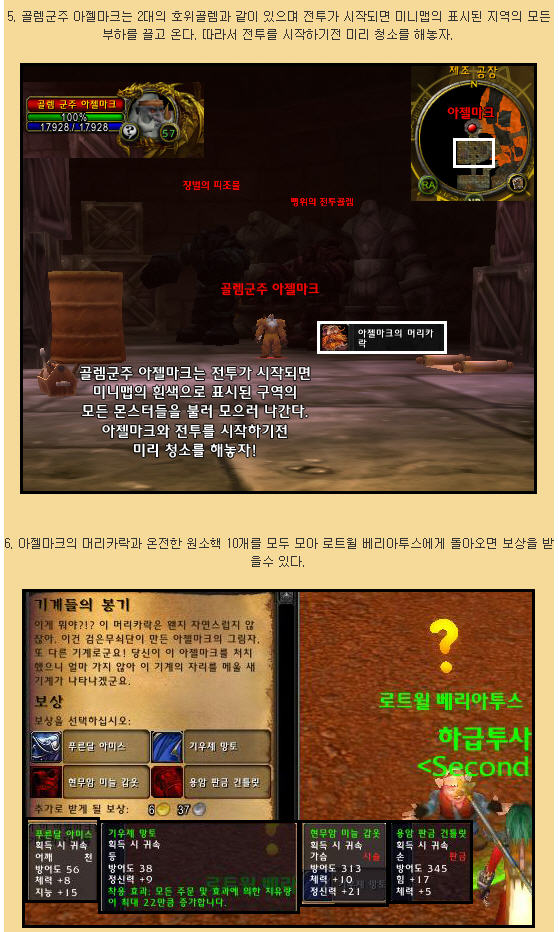 5. 골렘군주 아젤마크는 2대의 호위골렘과 같이 있으며 전투가 시작되면 미니맵의 표시된 지역의 모든
부하를 끌고 온다. 따라서 전투를 시작하기전 미리 청소를 해놓자.
골렘 군주 아젤마크
100%
17928 / 17928
57
제조 공장
N
아젤마크
RA
장벌의 피조물
병위의 전투골렘
골렘군주 아젤마크
아젤마크의 머리카
락
골렘군주 아젤마크는 전투가 시작되면
미니맵의 흰색으로 표시된 구역의
모든 몬스터들을 불러 모으러 나간다.
아젤마크와 전투를 시작하기전
미리 청소를 해놓자!
6. 아젤마크의 머리카락과 온전한 원소핵 10개를 모두 모아 로트윌 베리아투스에게 돌아오면 보상을 받
을수 있다.
기계들의 봉기
이게 뭐야?!? 이 머리카락은 왠지 자연스럽지 않
잖아. 이건 검은무쇠단이 만든 아젤마크의 그림자,
또 다른 기계로군요! 당신이 이 아젤마크를 처치
했으니 얼마 가지 않아 이 기계의 자리를 메울 새
기계가 나타나겠군요.
보상
보상을 선택하십시오:
푸른달 아미스
기우제 망토
현무암 미늘 갑옷
용암 판금 건틀릿
추가로 받게 될 보상: 6 37
로트윌 베리아투스
하급투사
<Second
푸른달 아미스
획득 시 귀속
어깨 천
방어도 56
체력 +8
지능 +15
기우제 망토
획득 시 귀속
등
방어도 38
정신력 +9
착용 효과: 모든 주문 및 효과에 의한 치유량
이 최대 22만큼 증가합니다.
현무암 미늘 갑옷
획득 시 귀속
가슴 사슬
방어도 313
체력 +10
정신력 +21
용암 판금 건틀릿
획득 시 귀속
손 판금
방어도 345
힘 +17
체력 +5